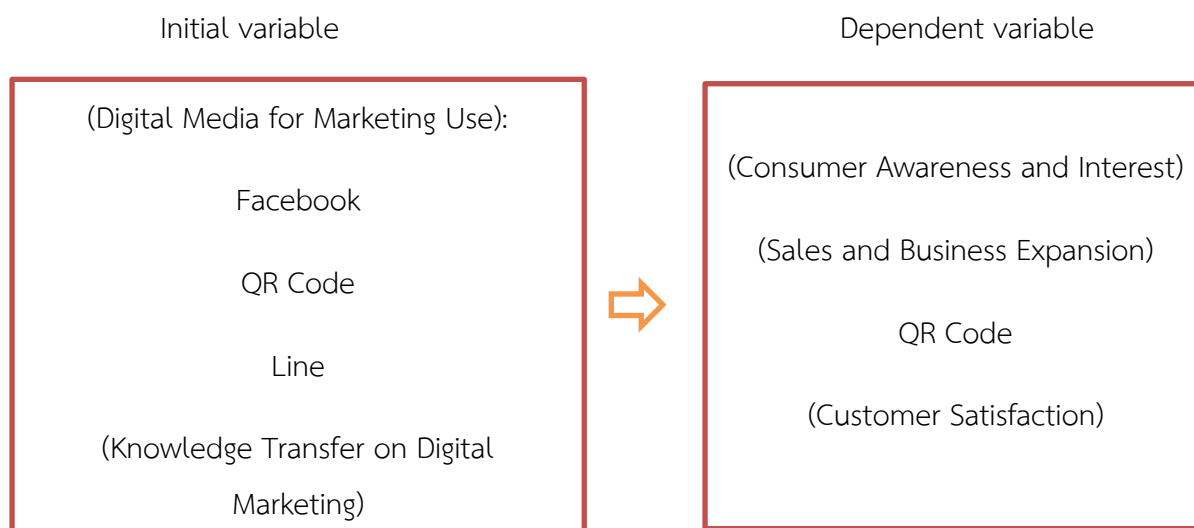 Initial variable
Dependent variable
(Digital Media for Marketing Use):
Facebook
QR Code
Line
(Knowledge Transfer on Digital
Marketing)
(Consumer Awareness and Interest)
(Sales and Business Expansion)
QR Code
(Customer Satisfaction)